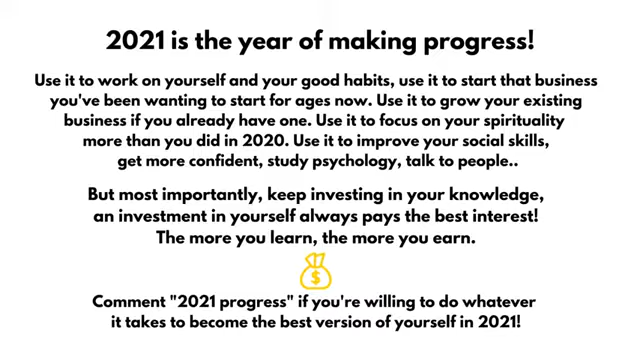 2021 is the year of making progress!
Use it to work on yourself and your good habits, use it to start that business
you've been wanting to start for ages now. Use it to grow your existing
business if you already have one. Use it to focus on your spirituality
more than you did in 2020. Use it to improve your social skills,
get more confident, study psychology, talk to people..
But most importantly, keep investing in your knowledge,
an investment in yourself always pays the best interest!
The more you learn, the more you earn.
$
Comment "2021 progress" if you're willing to do whatever
it takes to become the best version of yourself in 2021!